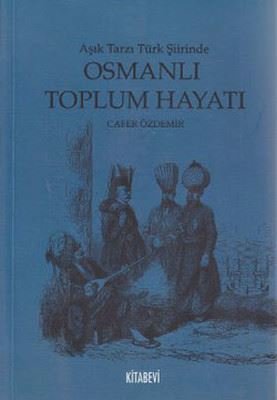 Aşık Tarzı Türk Şiirinde
OSMANLI
TOPLUM HAYATI
CAFER ÖZDEMİR
KİTABEVİ